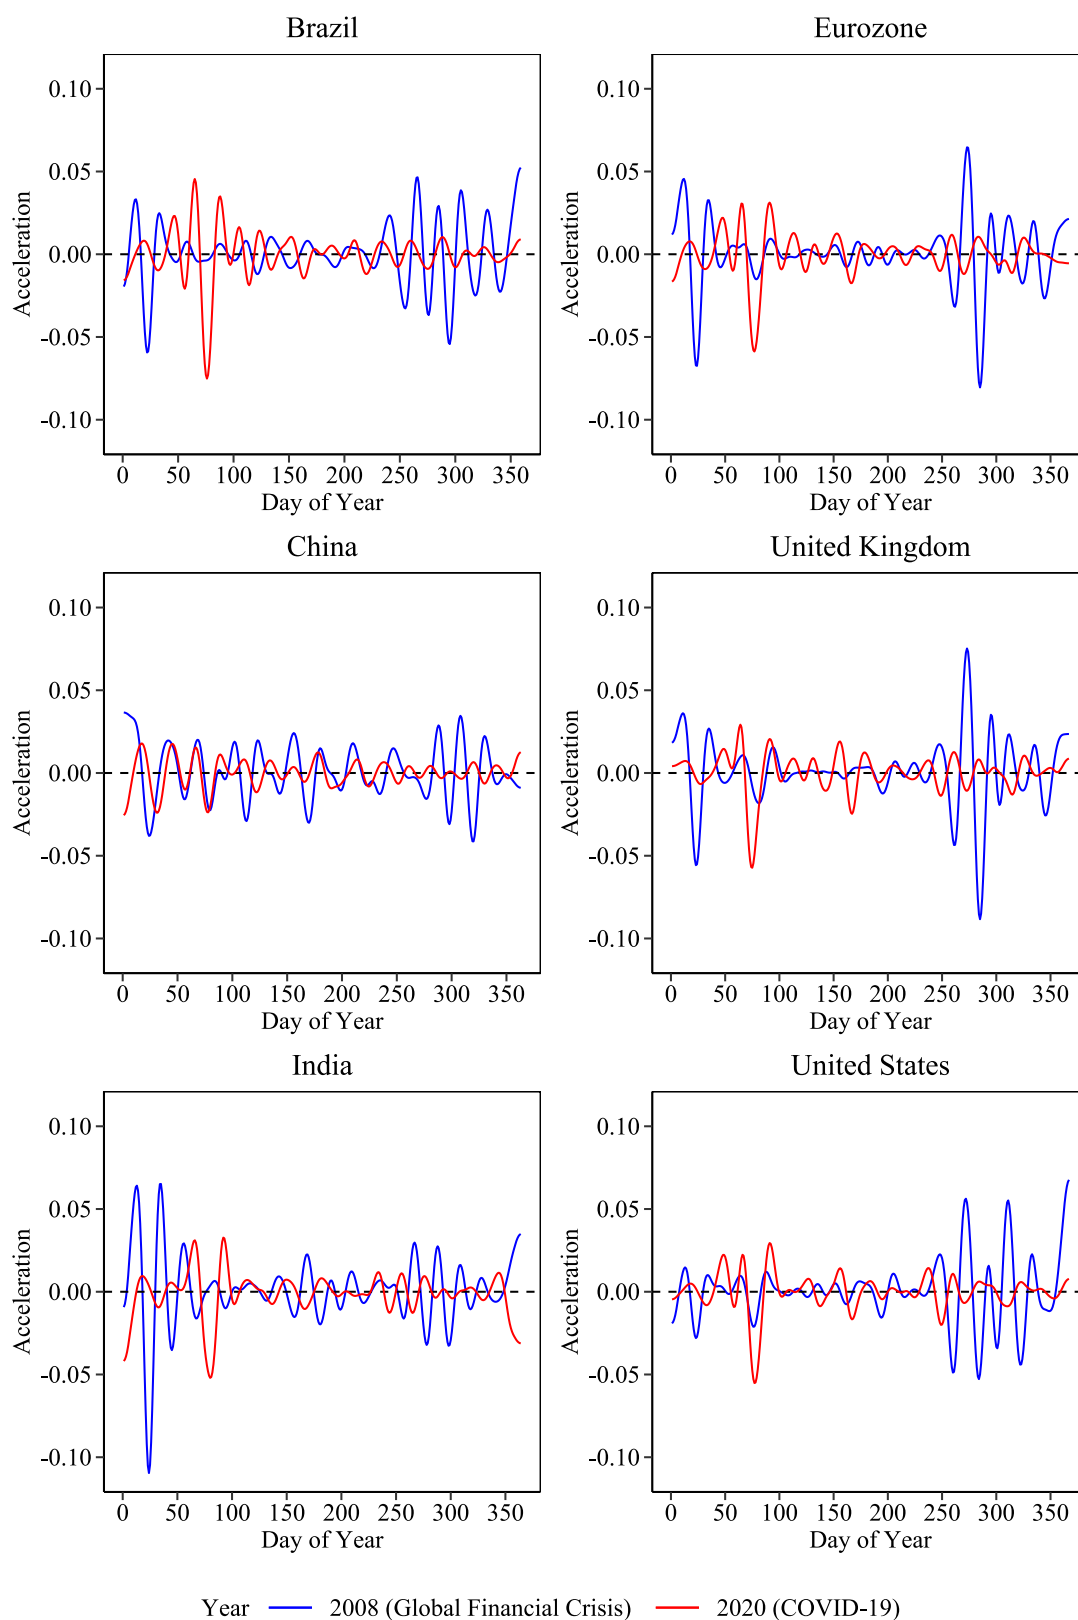 Brazil
0.10
0.05
0.00
-0.05
-0.10
Acceleration
0 50 100 150 200 250 300 350
Day of Year
Eurozone
0.10
0.05
0.00
-0.05
-0.10
Acceleration
0 50 100 150 200 250 300 350
Day of Year
China
0.10
0.05
0.00
-0.05
-0.10
Acceleration
0 50 100 150 200 250 300 350
Day of Year
United Kingdom
0.10
0.05
0.00
-0.05
-0.10
Acceleration
0 50 100 150 200 250 300 350
Day of Year
India
0.10
0.05
0.00
-0.05
-0.10
Acceleration
0 50 100 150 200 250 300 350
Day of Year
United States
0.10
0.05
0.00
-0.05
-0.10
Acceleration
0 50 100 150 200 250 300 350
Day of Year
Year 2008 (Global Financial Crisis) 2020 (COVID-19)